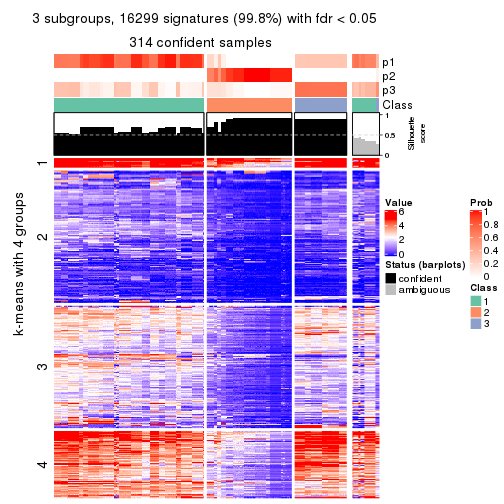 3 subgroups, 16299 signatures (99.8%) with fdr < 0.05
314 confident samples
p1
p2
p3
Class
1
0.5
0
Silhouette
score
k-means with 4 groups
1
2
3
4
Value
6
4
2
0
Status (barplots)
confident
ambiguous
Prob
1
0.8
0.6
0.4
0.2
0
Class
1
2
3